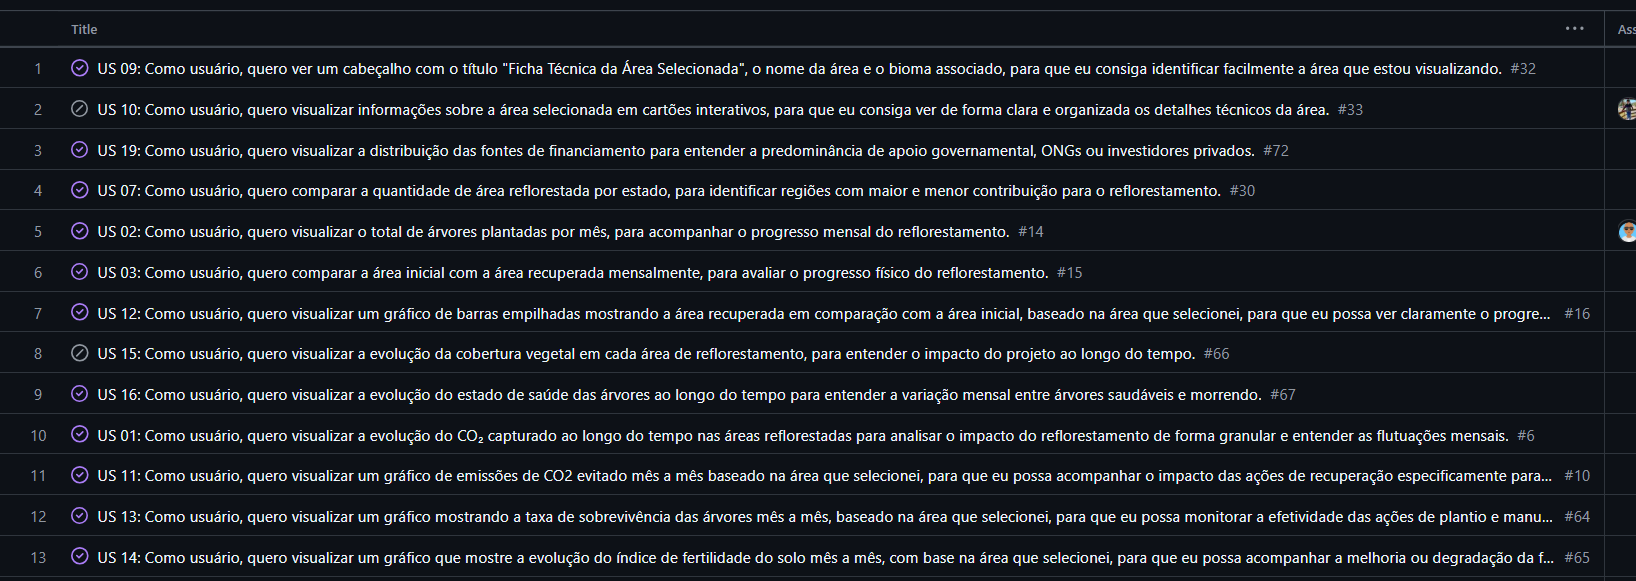 Title ... Ass
1 US 09: Como usuário, quero ver um cabeçalho com o título "Ficha Técnica da Área Selecionada", o nome da área e o bioma associado, para que eu consiga identificar facilmente a área que estou visualizando. #32
2 US 10: Como usuário, quero visualizar informações sobre a área selecionada em cartões interativos, para que eu consiga ver de forma clara e organizada os detalhes técnicos da área. #33
3 US 19: Como usuário, quero visualizar a distribuição das fontes de financiamento para entender a predominância de apoio governamental, ONGs ou investidores privados. #72
4 US 07: Como usuário, quero comparar a quantidade de área reflorestada por estado, para identificar regiões com maior e menor contribuição para o reflorestamento. #30
5 US 02: Como usuário, quero visualizar o total de árvores plantadas por mês, para acompanhar o progresso mensal do reflorestamento. #14
6 US 03: Como usuário, quero comparar a área inicial com a área recuperada mensalmente, para avaliar o progresso físico do reflorestamento. #15
7 US 12: Como usuário, quero visualizar um gráfico de barras empilhadas mostrando a área recuperada em comparação com a área inicial, baseado na área que selecionei, para que eu possa ver claramente o progre... #16
8 US 15: Como usuário, quero visualizar a evolução da cobertura vegetal em cada área de reflorestamento, para entender o impacto do projeto ao longo do tempo. #66
9 US 16: Como usuário, quero visualizar a evolução do estado de saúde das árvores ao longo do tempo para entender a variação mensal entre árvores saudáveis e morrendo. #67
10 US 01: Como usuário, quero visualizar a evolução do CO₂ capturado ao longo do tempo nas áreas reflorestadas para analisar o impacto do reflorestamento de forma granular e entender as flutuações mensais. #6
11 US 11: Como usuário, quero visualizar um gráfico de emissões de CO2 evitado mês a mês baseado na área que selecionei, para que eu possa acompanhar o impacto das ações de recuperação especificamente para... #10
12 US 13: Como usuário, quero visualizar um gráfico mostrando a taxa de sobrevivência das árvores mês a mês, baseado na área que selecionei, para que eu possa monitorar a efetividade das ações de plantio e manu... #64
13 US 14: Como usuário, quero visualizar um gráfico que mostre a evolução do índice de fertilidade do solo mês a mês, com base na área que selecionei, para que eu possa acompanhar a melhoria ou degradação da f... #65